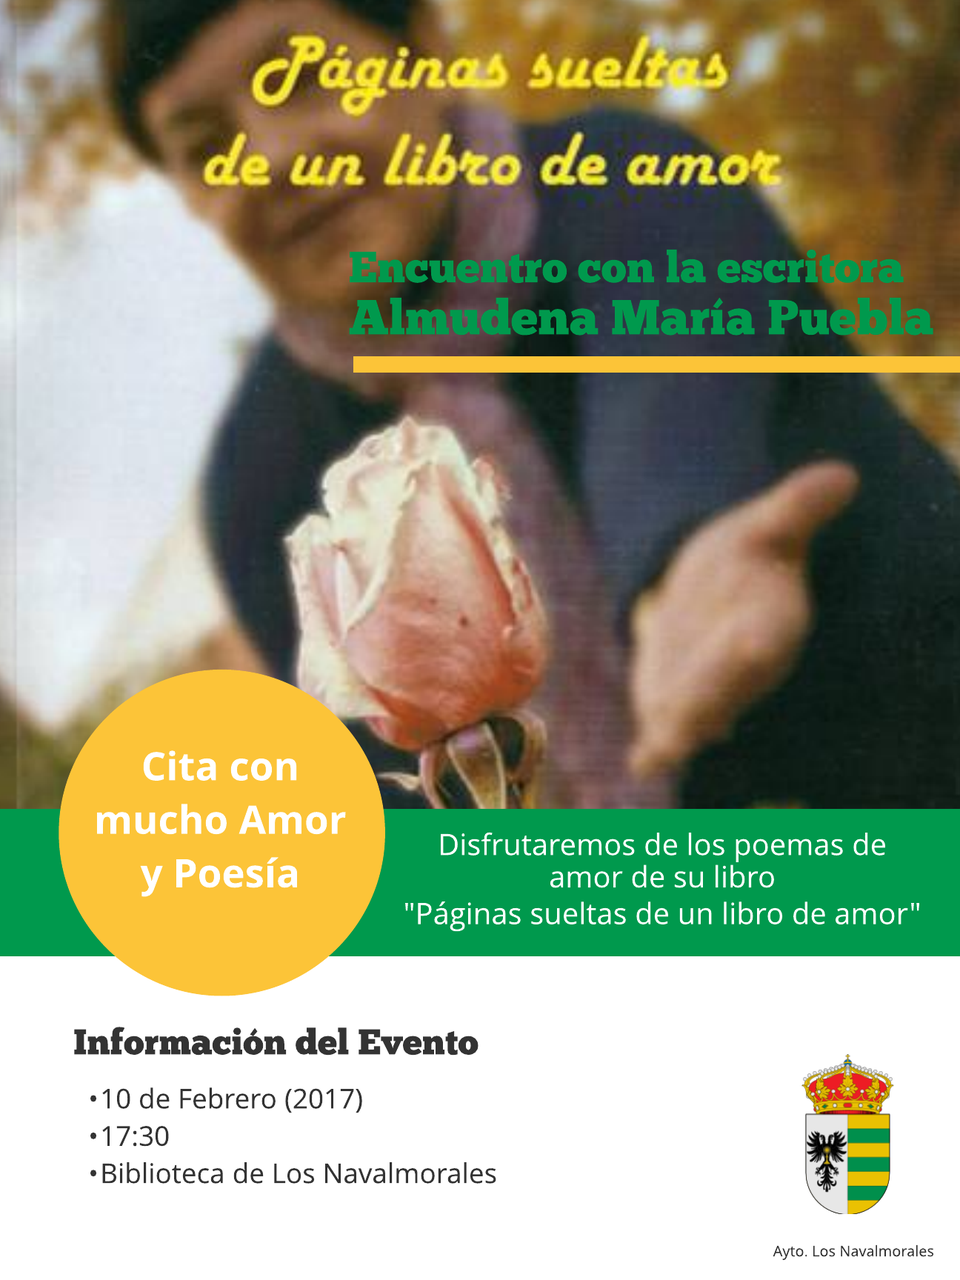 Páginas sueltas
de un libro de amor
Encuentro con la escritora
Almudena María Puebla
Cita con
mucho Amor
y Poesía
Disfrutaremos de los poemas de
amor de su libro
"Páginas sueltas de un libro de amor"
Información del Evento
•10 de Febrero (2017)
•17:30
•Biblioteca de Los Navalmorales
Ayto. Los Navalmorales